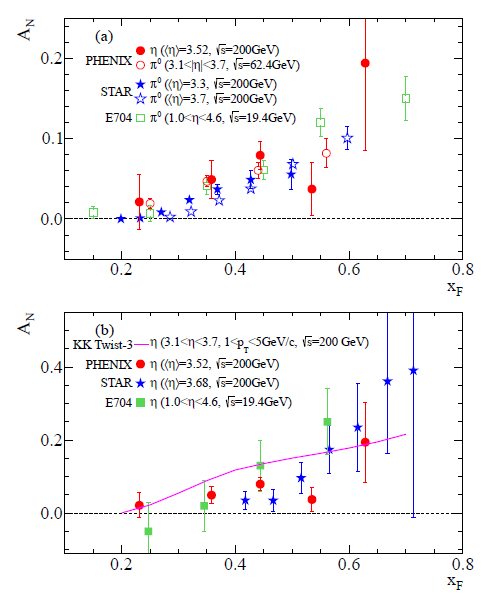 A_N
(a)
η (⟨η⟩=3.52, √s=200GeV)
PHENIX
π⁰ (3.1<|η|<3.7, √s=62.4GeV)
π⁰ (⟨η⟩=3.3, √s=200GeV)
STAR
π⁰ (⟨η⟩=3.7, √s=200GeV)
E704 π⁰ (1.0<η<4.6, √s=19.4GeV)
0.2
0.1
0.0
0.2 0.4 0.6 0.8
x_F
A_N
(b)
KK Twist-3 η (3.1<η<3.7, 1<p_T<5GeV/c, √s=200 GeV)
PHENIX η (⟨η⟩=3.52, √s=200GeV)
STAR η (⟨η⟩=3.68, √s=200GeV)
E704 η (1.0<η<4.6, √s=19.4GeV)
0.4
0.2
0.0
0.2 0.4 0.6 0.8
x_F